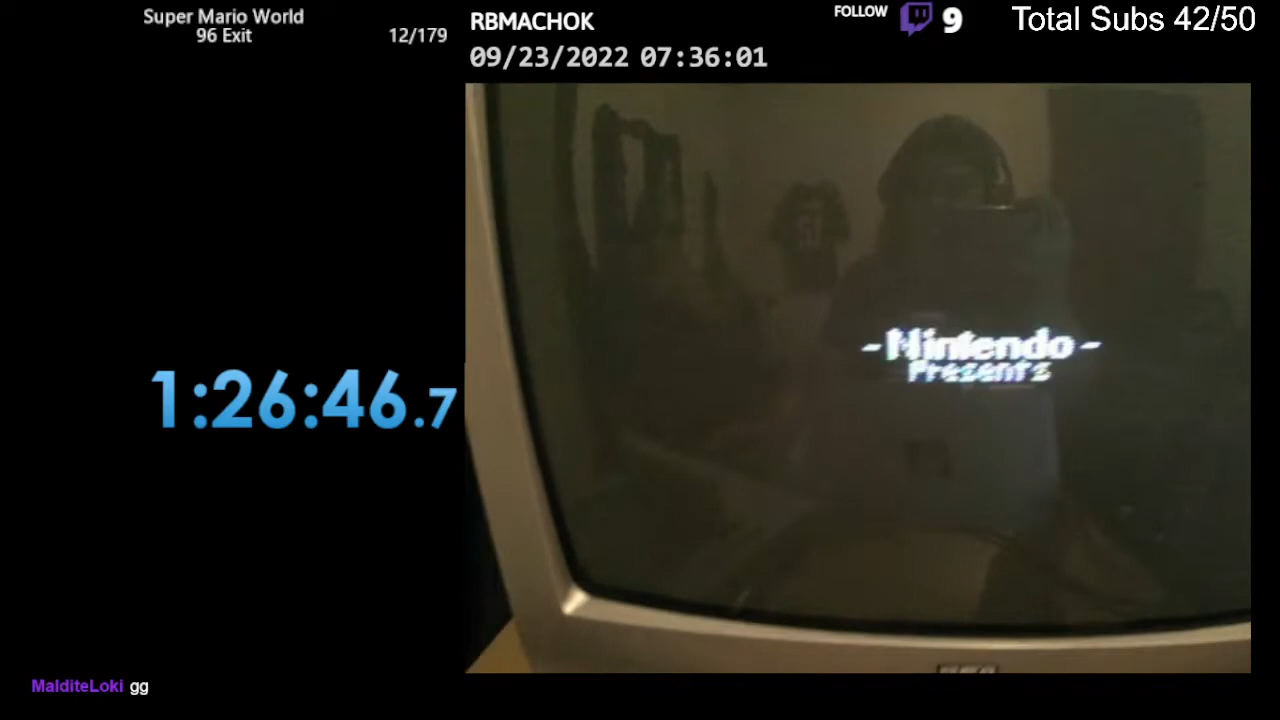 Super Mario World
96 Exit
12/179
RBMACHOK
09/23/2022 07:36:01
FOLLOW
9
Total Subs 42/50
-Nintendo-
Presents
1:26:46.7
MalditeLoki gg